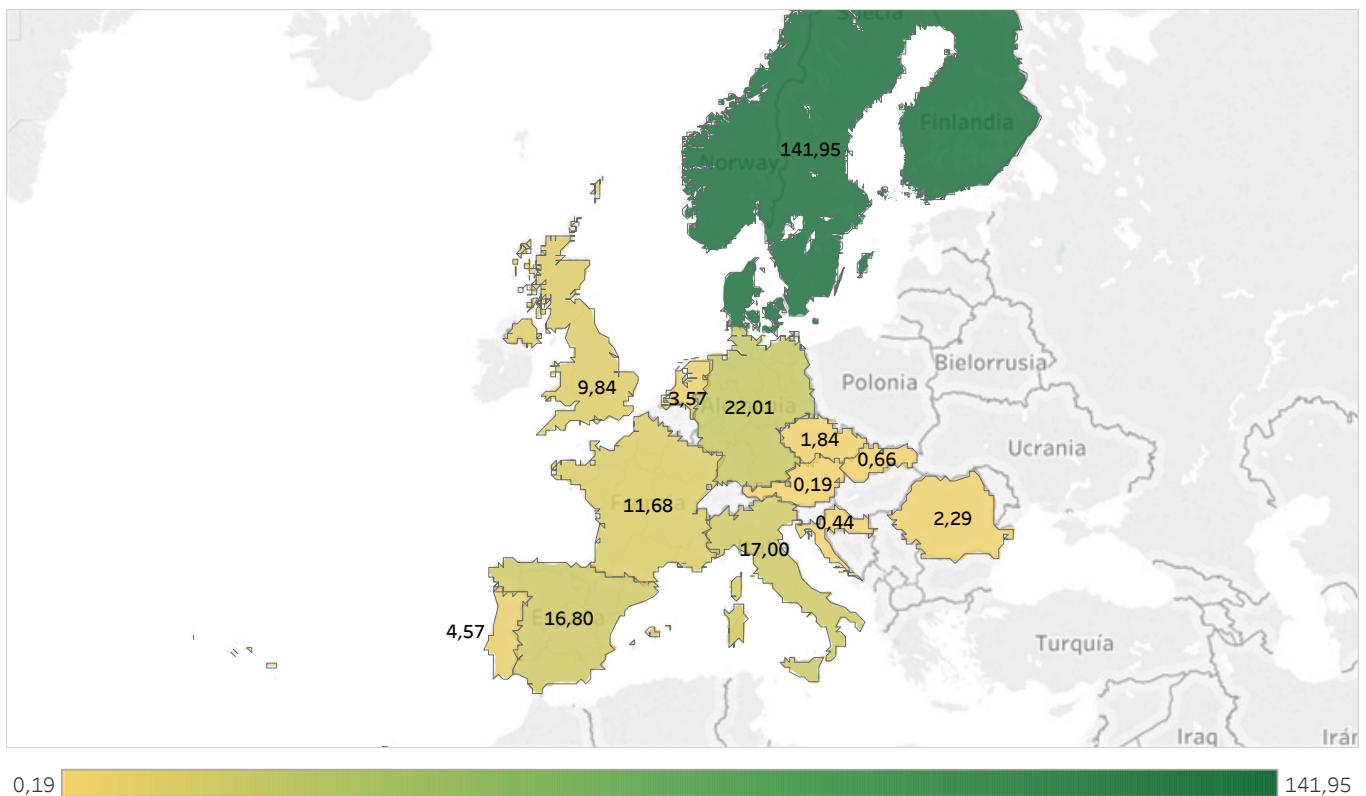 Suecia
Finlandia
141,95
Norway
9,84
3,57
Alemania
22,01
Polonia
Bielorrusia
Ucrania
1,84
0,66
0,19
11,68
0,44
2,29
17,00
16,80
4,57
Turquía
Iraq
Irán
0,19
141,95